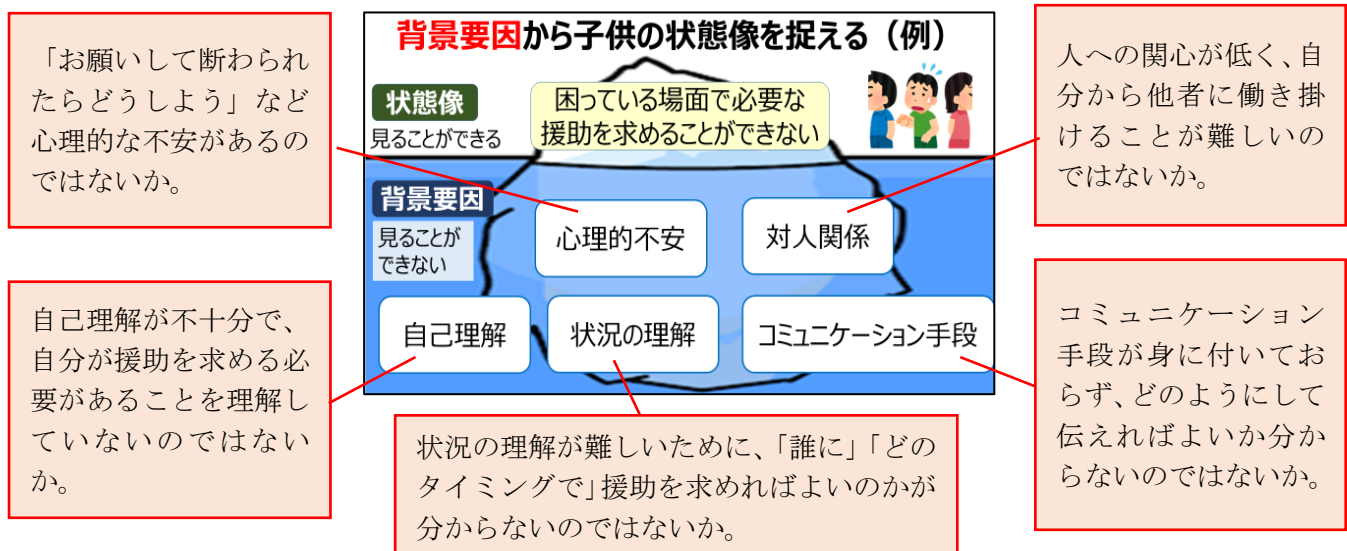 背景要因から子供の状態像を捉える（例）
状態像
見ることができる
困っている場面で必要な
援助を求めることができない
背景要因
見ることが
できない
心理的不安
対人関係
自己理解
状況の理解
コミュニケーション手段
「お願いして断わられ
たらどうしよう」など
心理的な不安があるの
ではないか。
人への関心が低く、自
分から他者に働き掛
けることが難しいの
ではないか。
自己理解が不十分で、
自分が援助を求める必
要があることを理解し
ていないのではない
か。
状況の理解が難しいために、「誰に」「どの
タイミングで」援助を求めればよいのかが
分からないのではないか。
コミュニケーション
手段が身に付いてお
らず、どのようにして
伝えればよいか分か
らないのではないか。